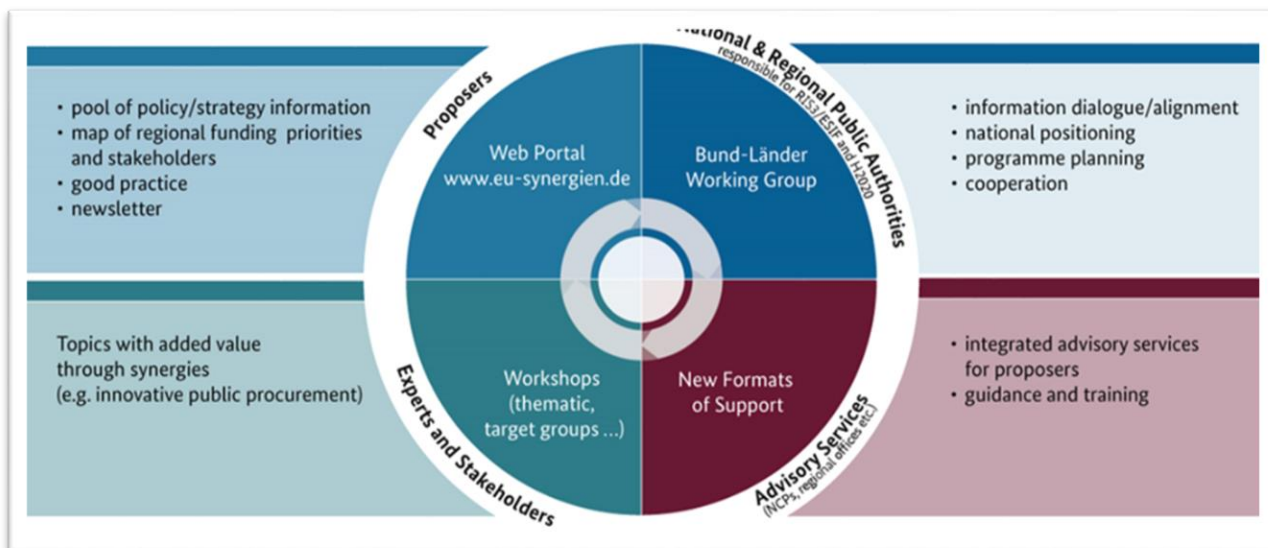 • pool of policy/strategy information
• map of regional funding priorities
and stakeholders
• good practice
• newsletter
Proposers
Web Portal
www.eu-synergien.de
Bund-Länder
Working Group
National & Regional Public Authorities
responsible for RIS3/ESIF and H2020
• information dialogue/alignment
• national positioning
• programme planning
• cooperation
Topics with added value
through synergies
(e.g. innovative public procurement)
Experts and Stakeholders
Workshops
(thematic,
target groups ...)
New Formats
of Support
Advisory Services
(NCPs, regional offices etc.)
• integrated advisory services
for proposers
• guidance and training